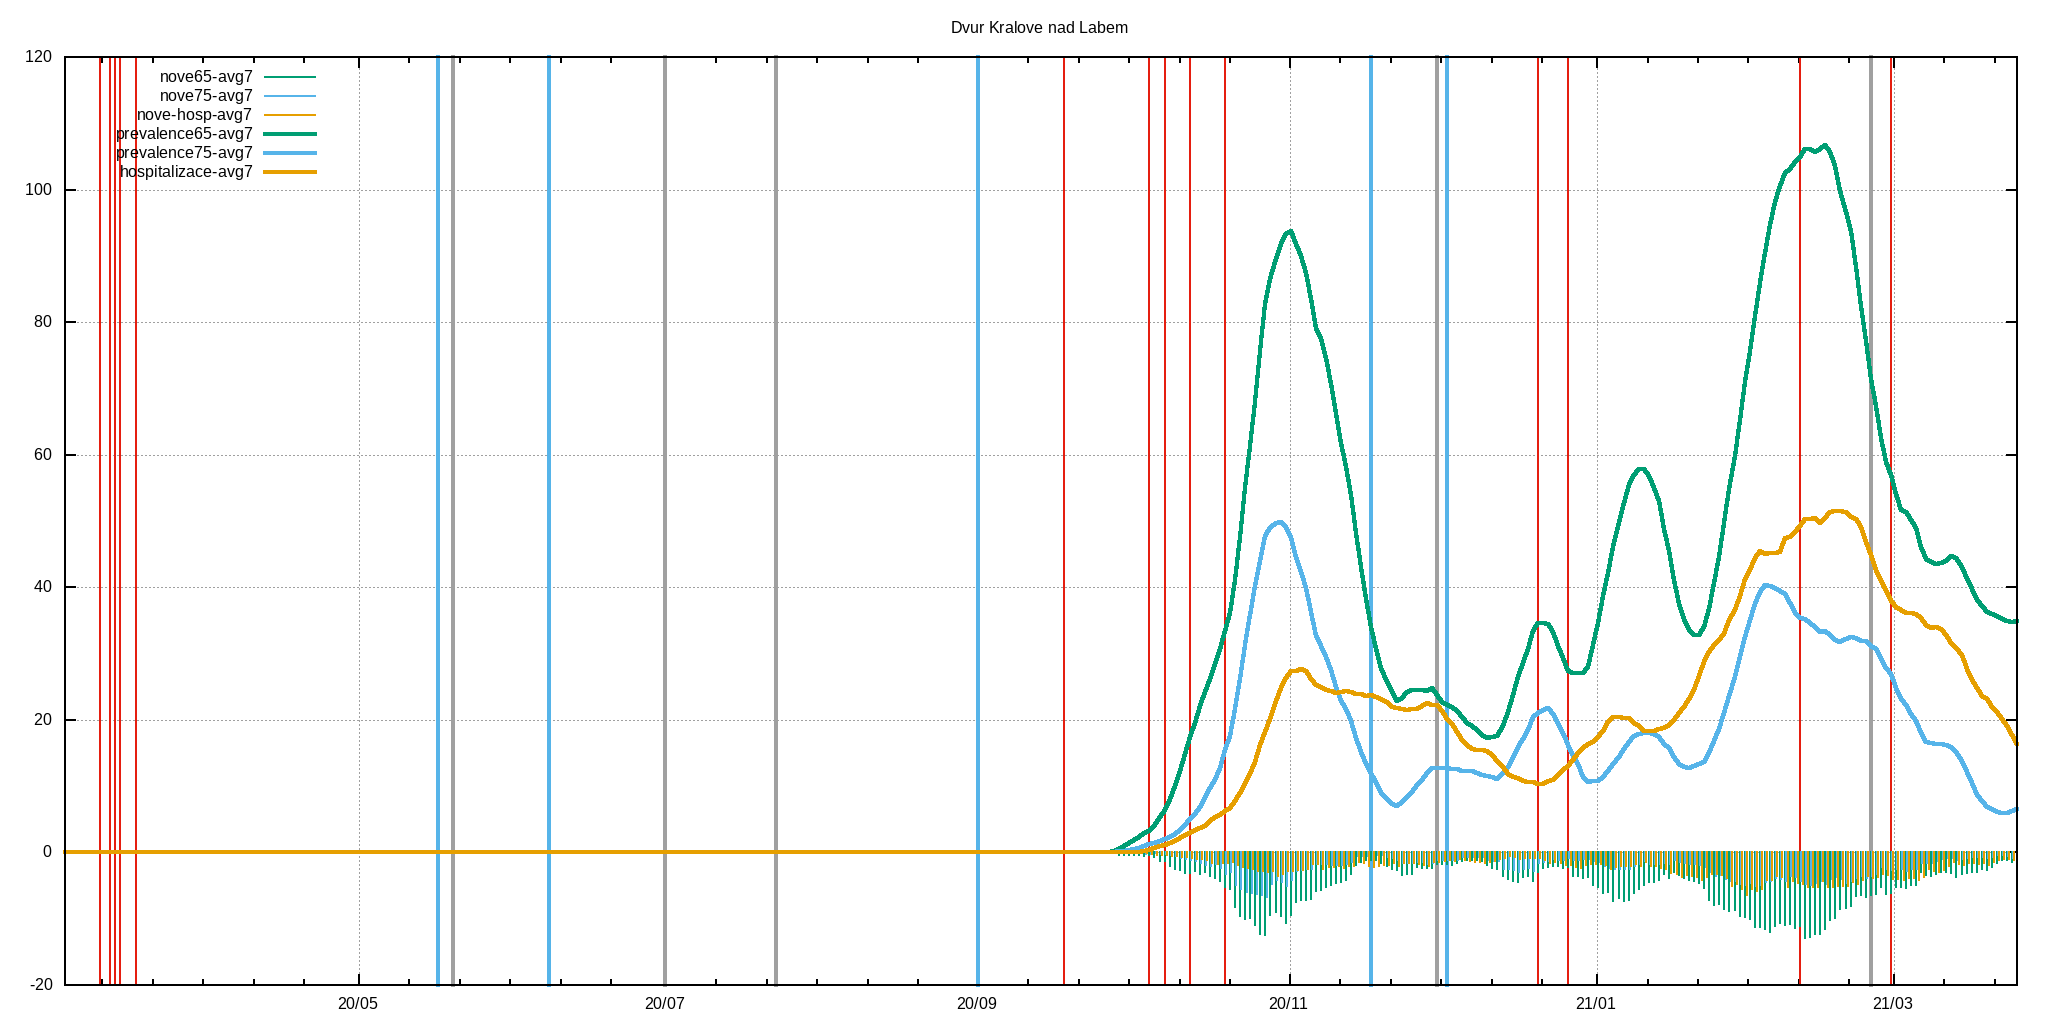 Dvur Kralove nad Labem
120
100
80
60
40
20
0
-20
nove65-avg7
nove75-avg7
nove-hosp-avg7
prevalence65-avg7
prevalence75-avg7
hospitalizace-avg7
20/05 20/07 20/09 20/11 21/01 21/03